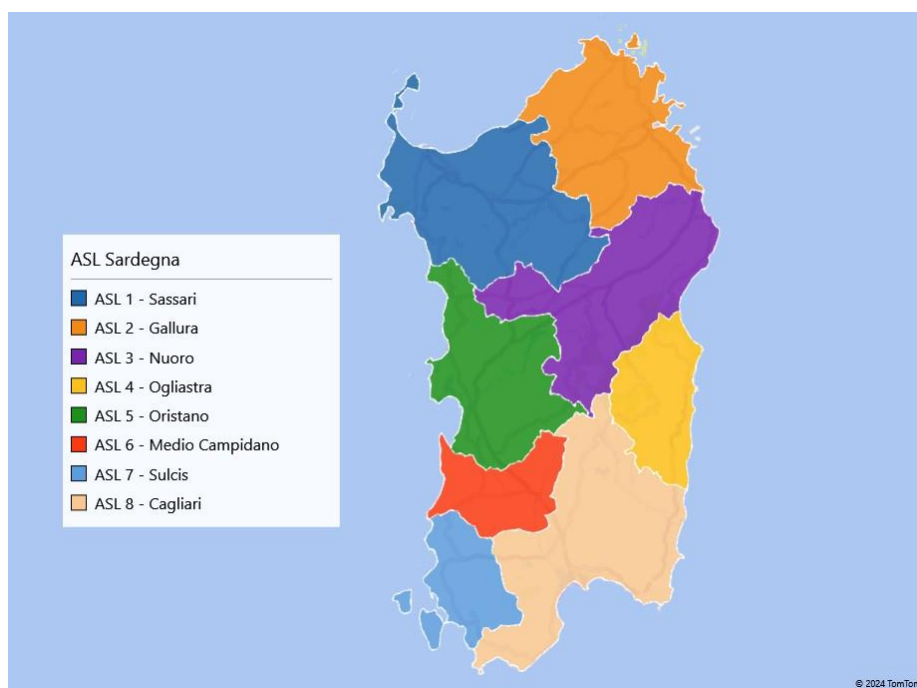 ASL Sardegna
ASL 1 - Sassari
ASL 2 - Gallura
ASL 3 - Nuoro
ASL 4 - Ogliastra
ASL 5 - Oristano
ASL 6 - Medio Campidano
ASL 7 - Sulcis
ASL 8 - Cagliari
© 2024 TomTom